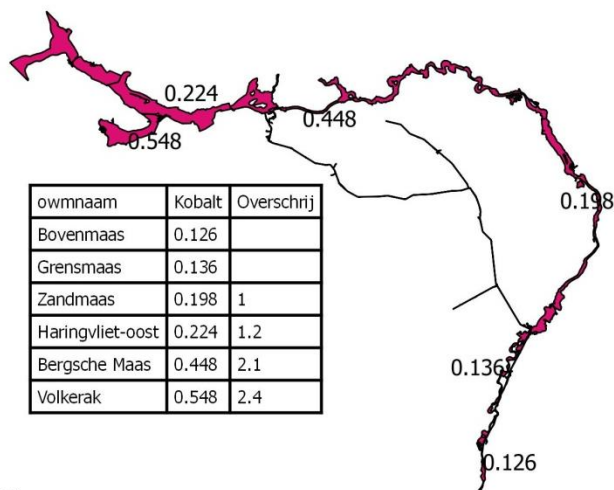 0.224
0.448
0.548
0.198
owmnaam Kobalt Overschrij
Bovenmaas 0.126
Grensmaas 0.136
Zandmaas 0.198 1
Haringvliet-oost 0.224 1.2
Bergsche Maas 0.448 2.1
Volkerak 0.548 2.4
0.136
0.126